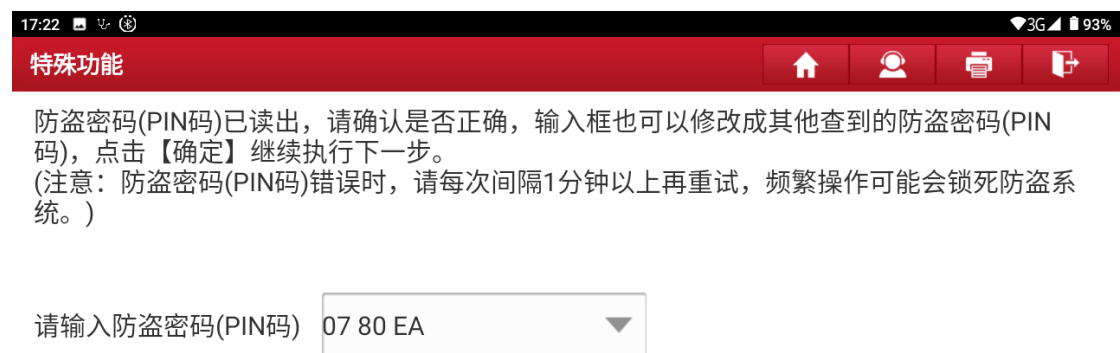 17:22 3G 93%
特殊功能
防盗密码(PIN码)已读出，请确认是否正确，输入框也可以修改成其他查到的防盗密码(PIN
码)，点击【确定】继续执行下一步。
(注意：防盗密码(PIN码)错误时，请每次间隔1分钟以上再重试，频繁操作可能会锁死防盗系
统。)
请输入防盗密码(PIN码) 07 80 EA